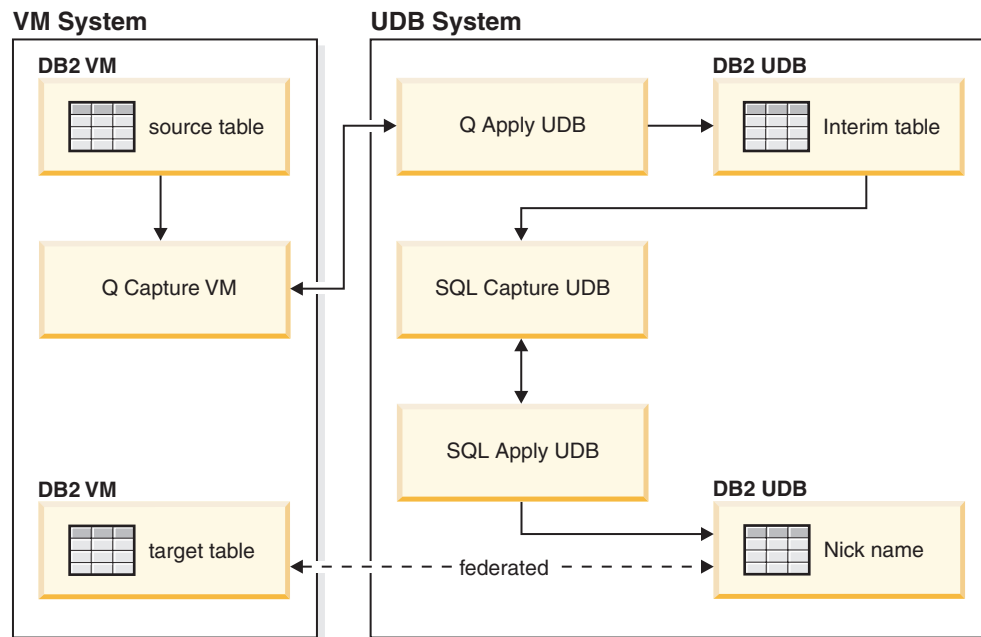 VM System
UDB System
DB2 VM
source table
Q Apply UDB
DB2 UDB
Interim table
Q Capture VM
SQL Capture UDB
SQL Apply UDB
DB2 VM
target table
federated
DB2 UDB
Nick name